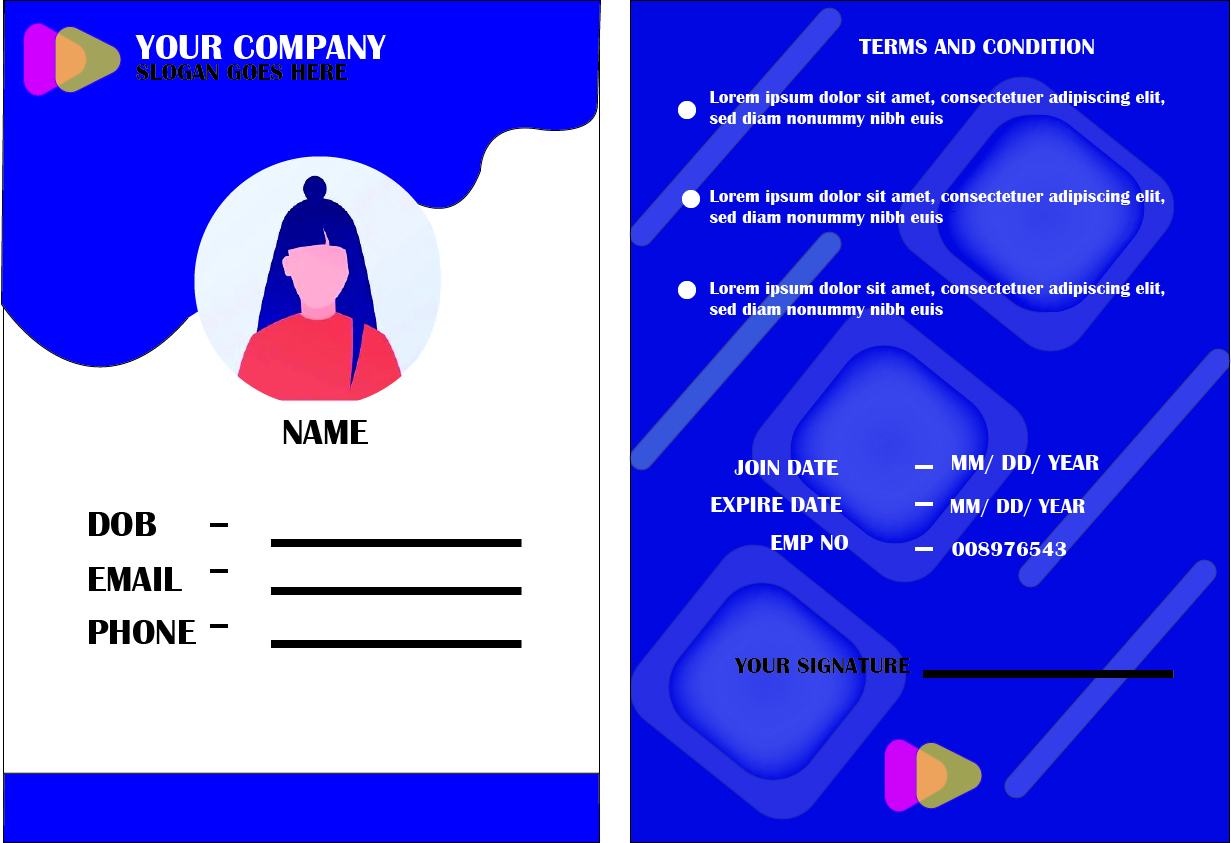 YOUR COMPANY
SLOGAN GOES HERE
NAME
DOB –
EMAIL –
PHONE –
TERMS AND CONDITION
Lorem ipsum dolor sit amet, consectetuer adipiscing elit,
sed diam nonummy nibh euis
Lorem ipsum dolor sit amet, consectetuer adipiscing elit,
sed diam nonummy nibh euis
Lorem ipsum dolor sit amet, consectetuer adipiscing elit,
sed diam nonummy nibh euis
JOIN DATE – MM/ DD/ YEAR
EXPIRE DATE – MM/ DD/ YEAR
EMP NO – 008976543
YOUR SIGNATURE